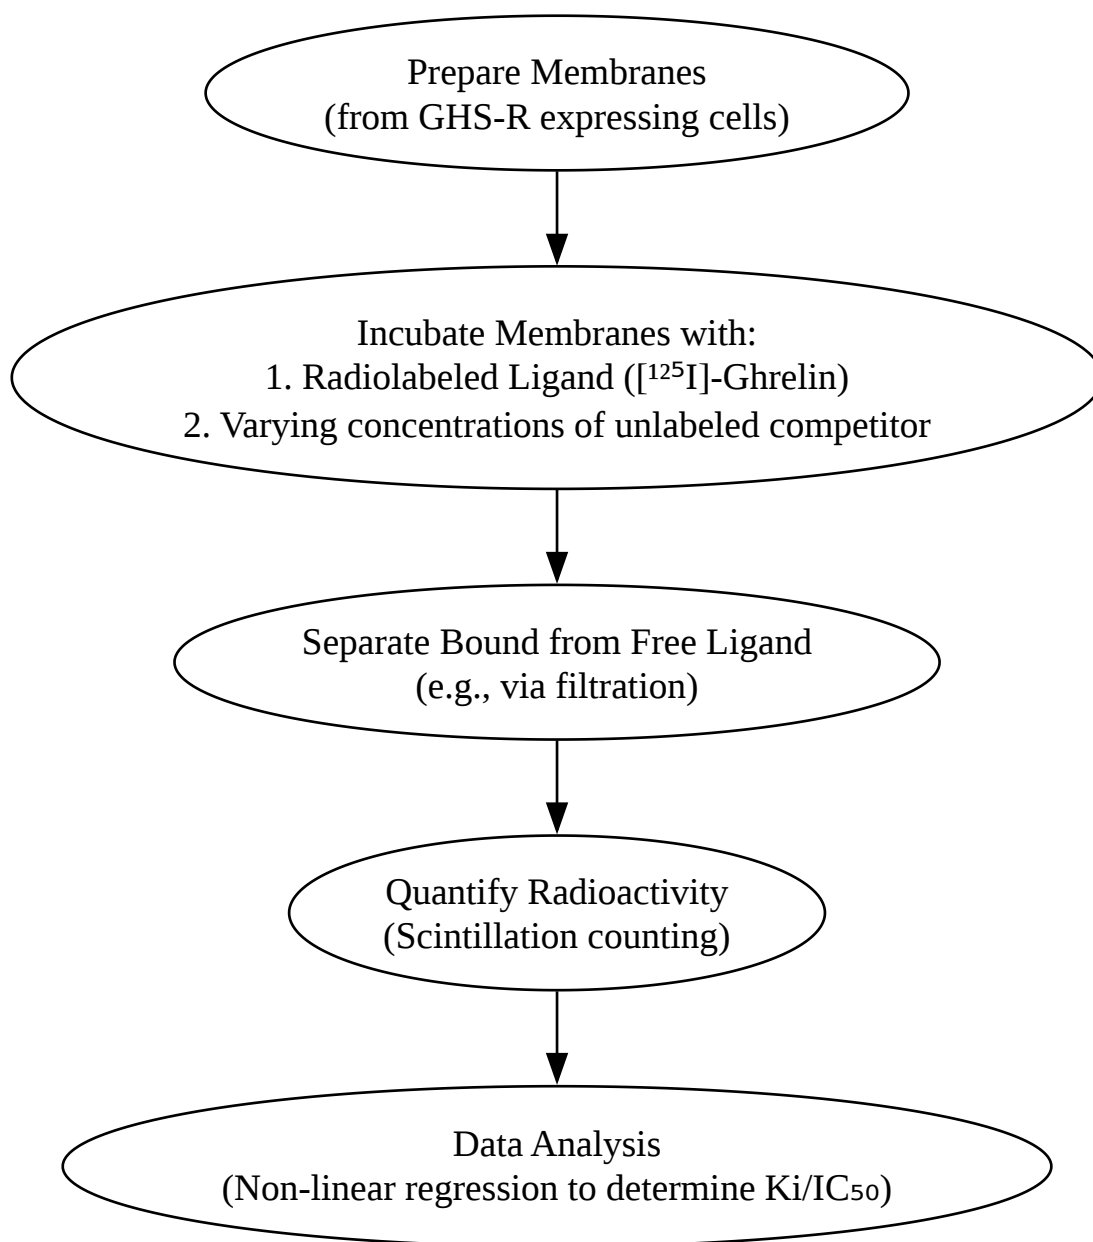 Prepare Membranes
(from GHS-R expressing cells)
Incubate Membranes with:
1. Radiolabeled Ligand ([¹²⁵I]-Ghrelin)
2. Varying concentrations of unlabeled competitor
Separate Bound from Free Ligand
(e.g., via filtration)
Quantify Radioactivity
(Scintillation counting)
Data Analysis
(Non-linear regression to determine Ki/IC₅₀)